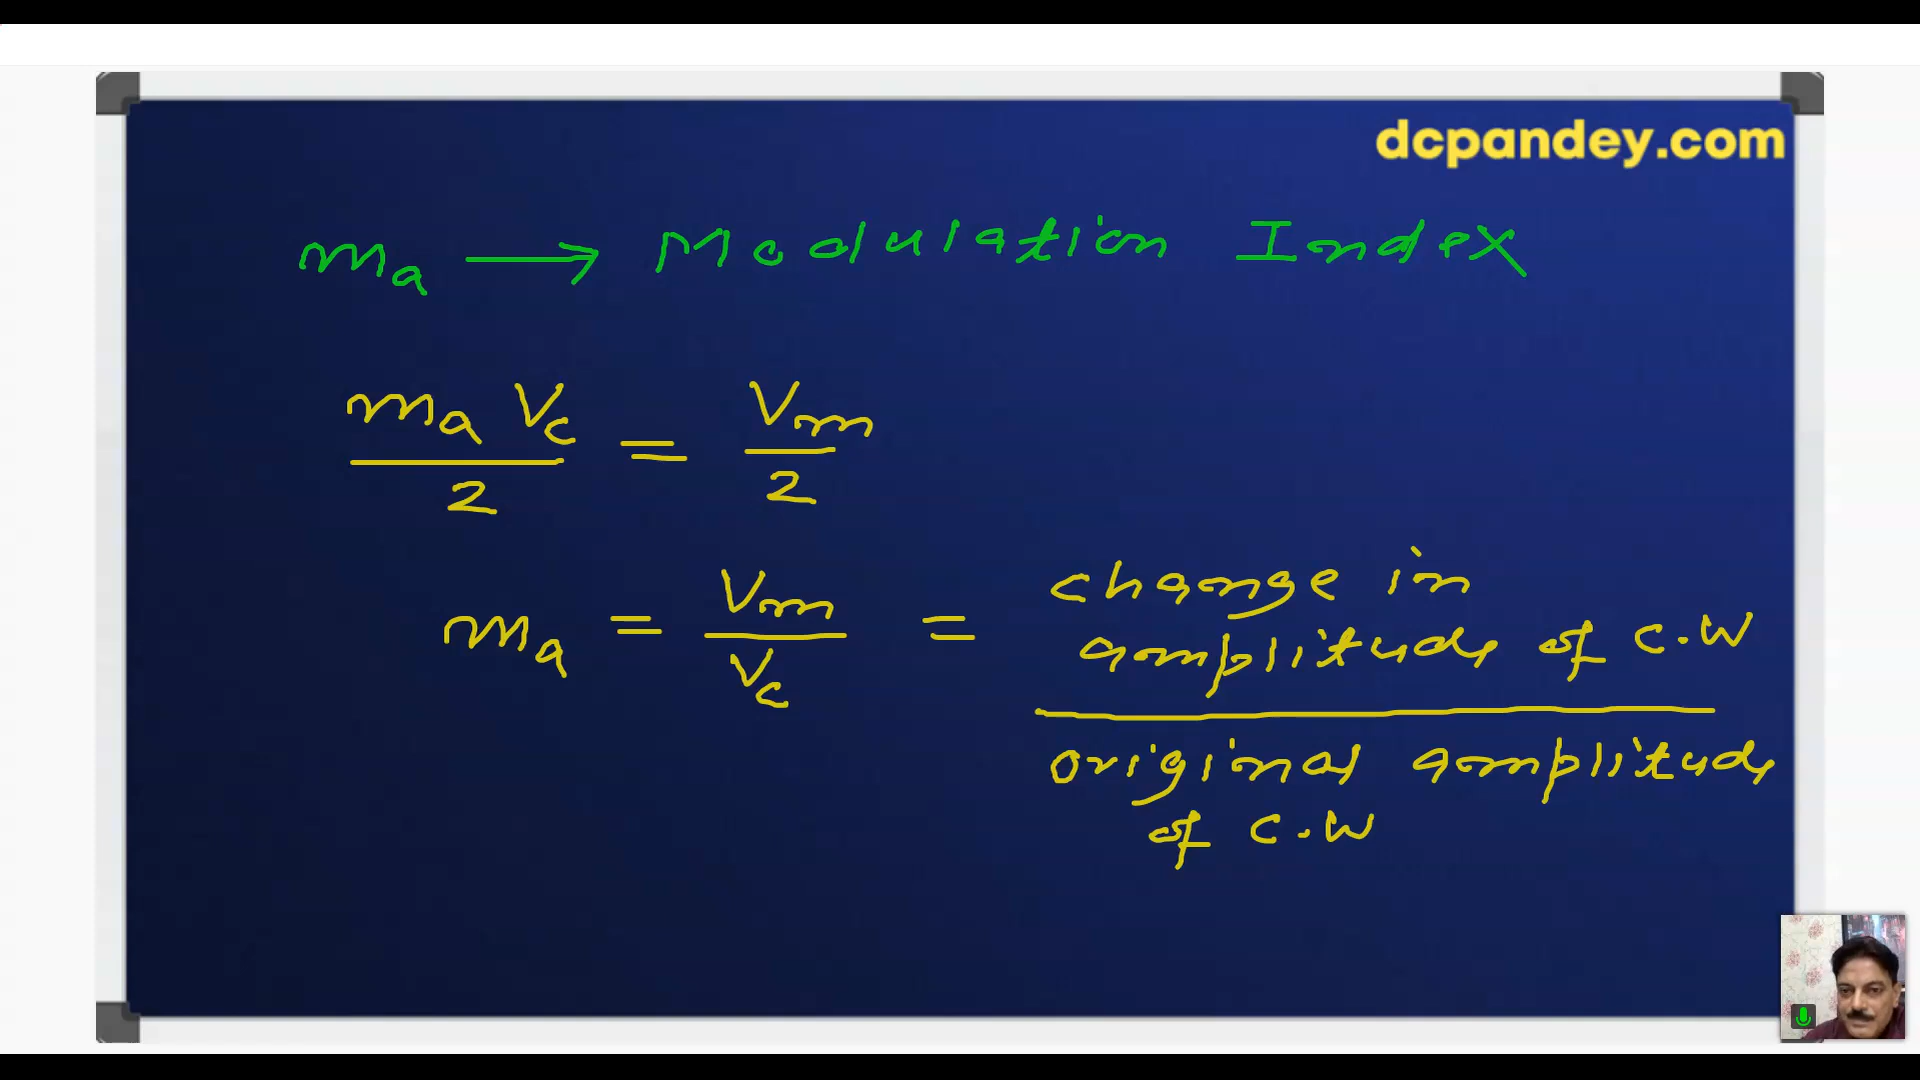 dcpandey.com
ma → Modulation Index
ma Vc / 2 = Vm / 2
ma = Vm / Vc = change in amplitude of C.W / original amplitude of C.W